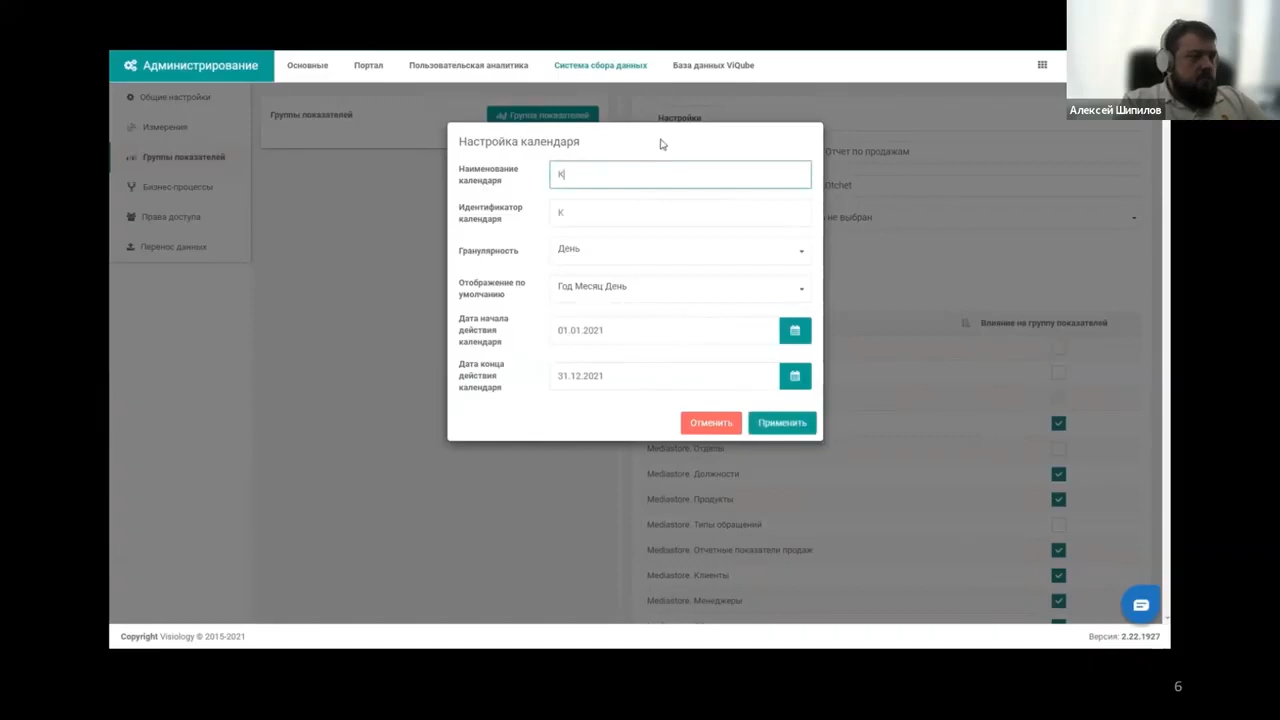 Администрирование
Основные
Портал
Пользовательская аналитика
Система сбора данных
База данных ViQube
Алексей Шипилов
Общие настройки
Измерения
Группы показателей
Бизнес-процессы
Права доступа
Перенос данных
Группы показателей
Группа показателей
Настройки
Отчет по продажам
Otchet
не выбран
Настройка календаря
Наименование
календаря
К
Идентификатор
календаря
K
Гранулярность
День
Отображение по
умолчанию
Год Месяц День
Дата начала
действия
календаря
01.01.2021
Дата конца
действия
календаря
31.12.2021
Отменить
Применить
Влияние на группу показателей
Mediastore. Отделы
Mediastore. Должности
Mediastore. Продукты
Mediastore. Типы обращений
Mediastore. Отчетные показатели продаж
Mediastore. Клиенты
Mediastore. Менеджеры
Copyright Visiology © 2015-2021
Версия: 2.22.1927
6